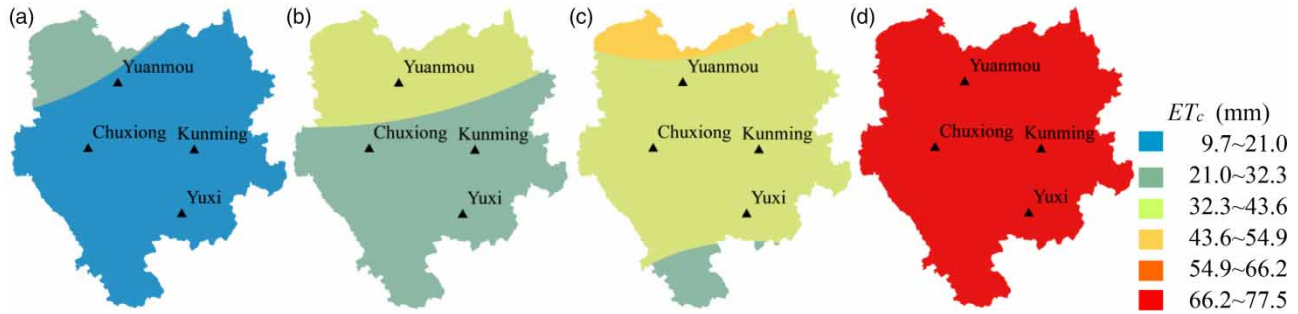 (a)
Yuanmou
Chuxiong
Kunming
Yuxi
(b)
Yuanmou
Chuxiong
Kunming
Yuxi
(c)
Yuanmou
Chuxiong
Kunming
Yuxi
(d)
Yuanmou
Chuxiong
Kunming
Yuxi
ETc (mm)
9.7~21.0
21.0~32.3
32.3~43.6
43.6~54.9
54.9~66.2
66.2~77.5